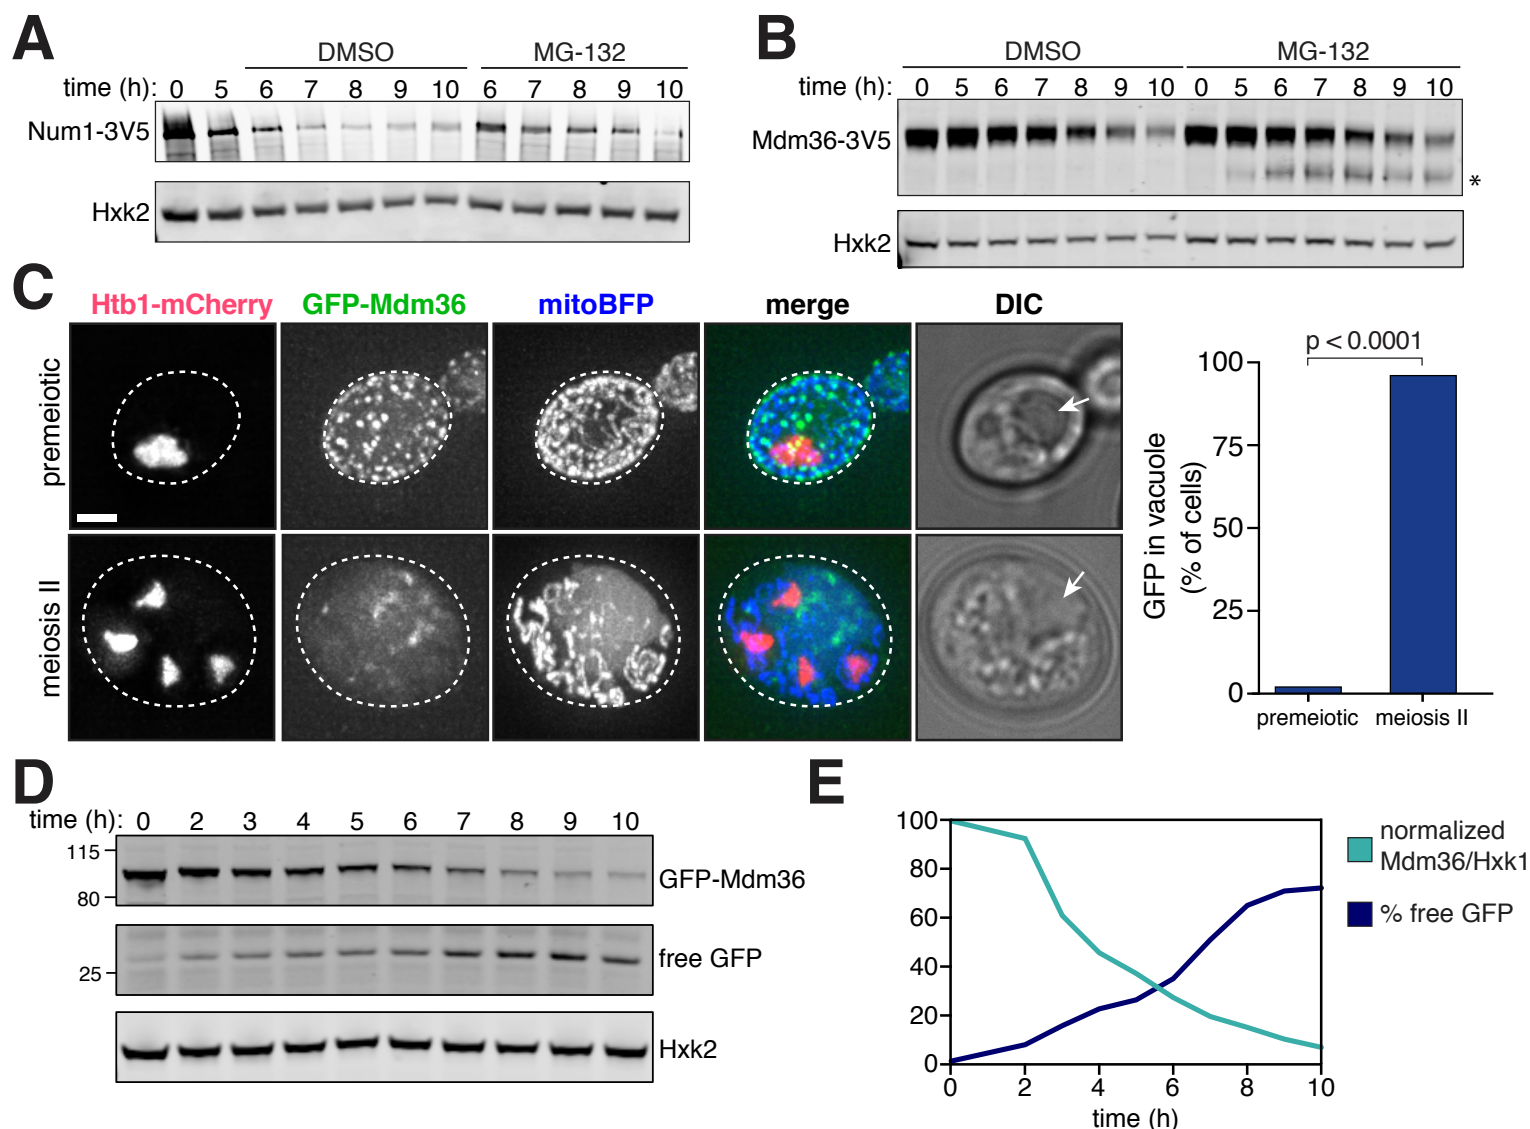 A
DMSO
MG-132
time (h): 0 5 6 7 8 9 10 6 7 8 9 10
Num1-3V5
Hxk2
B
DMSO
MG-132
time (h): 0 5 6 7 8 9 10 0 5 6 7 8 9 10
Mdm36-3V5
*
Hxk2
C
Htb1-mCherry GFP-Mdm36 mitoBFP merge DIC
premeiotic
meiosis II
p < 0.0001
GFP in vacuole
(% of cells)
100
75
50
25
0
premeiotic meiosis II
D
time (h): 0 2 3 4 5 6 7 8 9 10
115
80
GFP-Mdm36
25
free GFP
Hxk2
E
100
80
60
40
20
0
0 2 4 6 8 10
time (h)
normalized
Mdm36/Hxk1
% free GFP